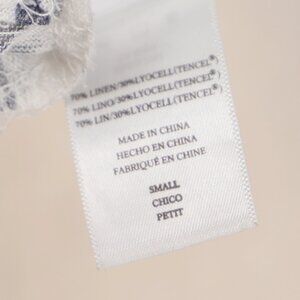 70% LINEN/30%LYOCELL(TENCEL®
70% LINO/30%LYOCELL(TENCEL®
70% LIN/30%LYOCELL(TENCEL®
MADE IN CHINA
HECHO EN CHINA
FABRIQUÉ EN CHINE
SMALL
CHICO
PETIT